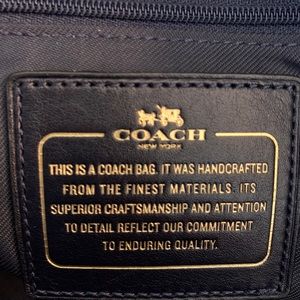 COACH
NEW YORK
THIS IS A COACH BAG. IT WAS HANDCRAFTED
FROM THE FINEST MATERIALS. ITS
SUPERIOR CRAFTSMANSHIP AND ATTENTION
TO DETAIL REFLECT OUR COMMITMENT
TO ENDURING QUALITY.